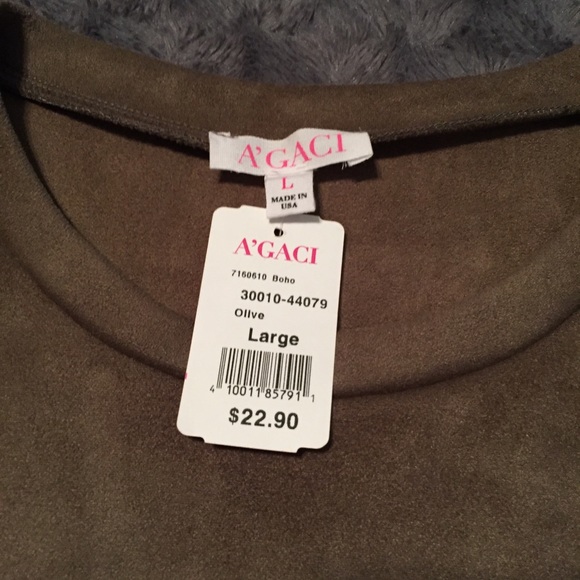 A'GACI
L
MADE IN
USA
A'GACI
7160610 Boho
30010-44079
Olive
Large
4 10011 85791 1
$22.90